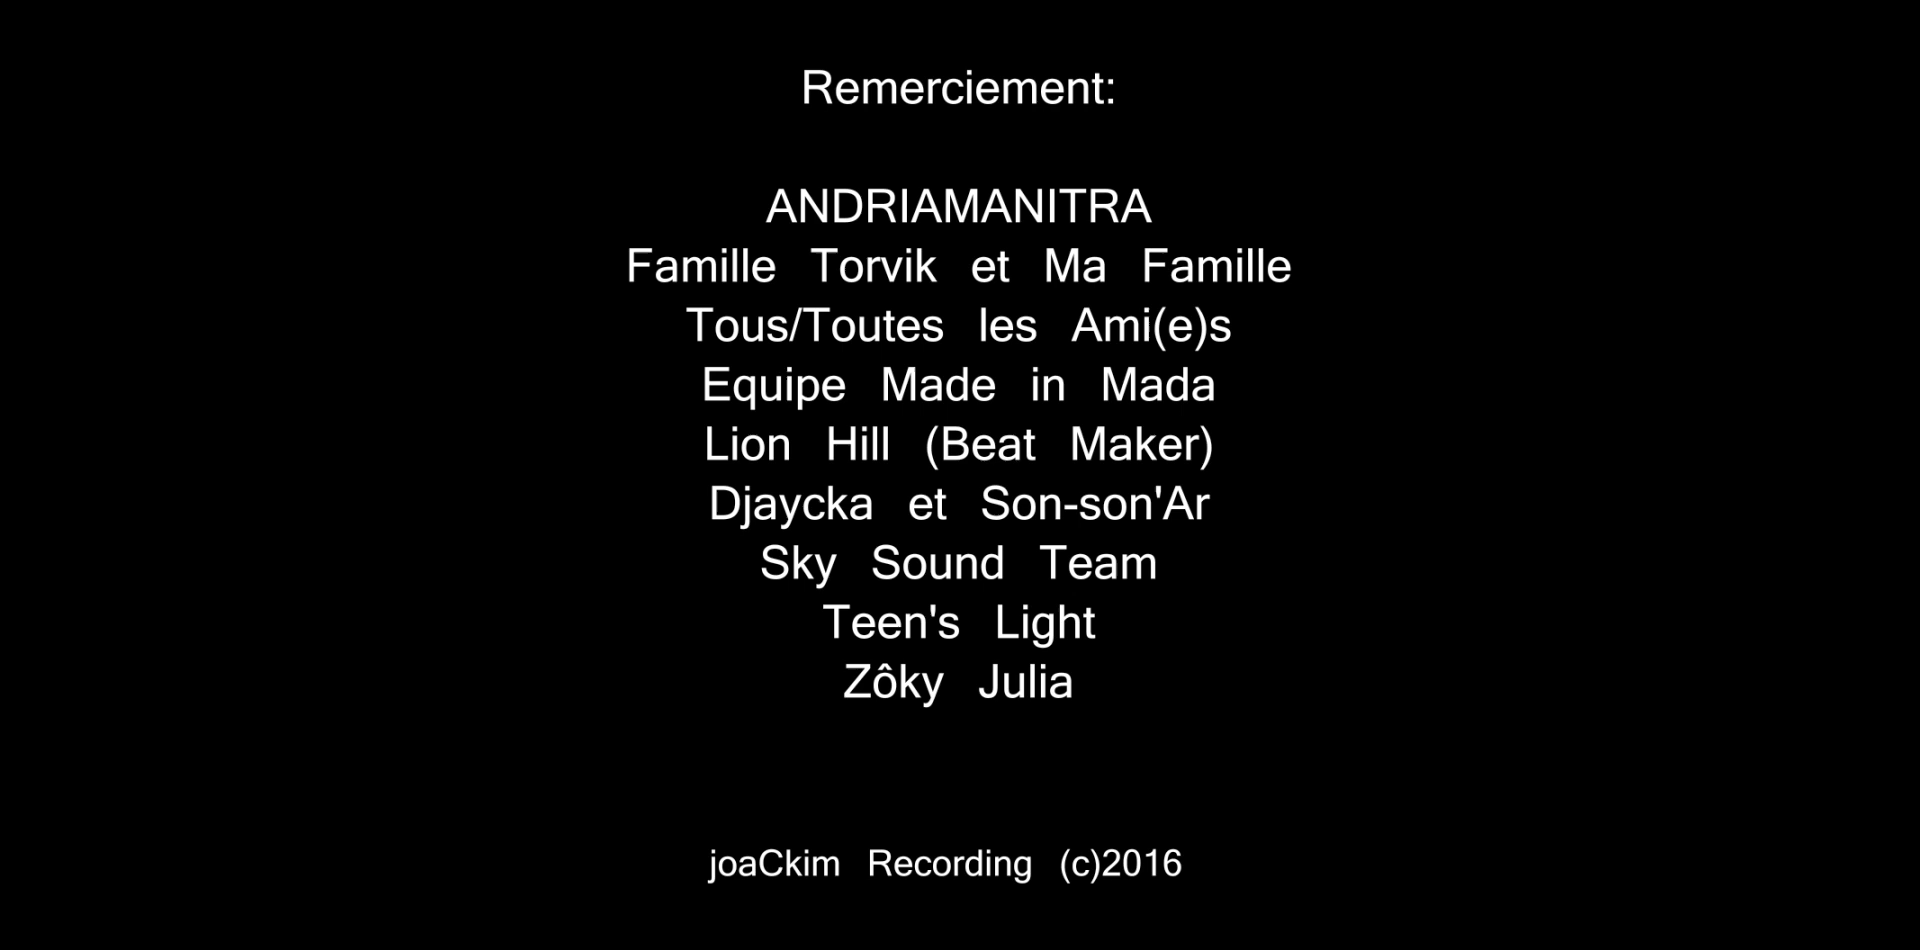 Remerciement:
ANDRIAMANITRA
Famille Torvik et Ma Famille
Tous/Toutes les Ami(e)s
Equipe Made in Mada
Lion Hill (Beat Maker)
Djaycka et Son-son'Ar
Sky Sound Team
Teen's Light
Zôky Julia
joaCkim Recording (c)2016